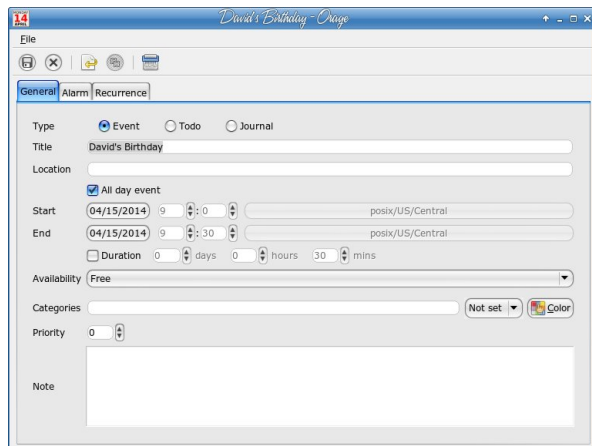 14
APRIL
David's Birthday - Orage
File
General Alarm Recurrence
Type Event Todo Journal
Title David's Birthday
Location
All day event
Start 04/15/2014 9 : 0 posix/US/Central
End 04/15/2014 9 : 30 posix/US/Central
Duration 0 days 0 hours 30 mins
Availability Free
Categories Not set Color
Priority 0
Note